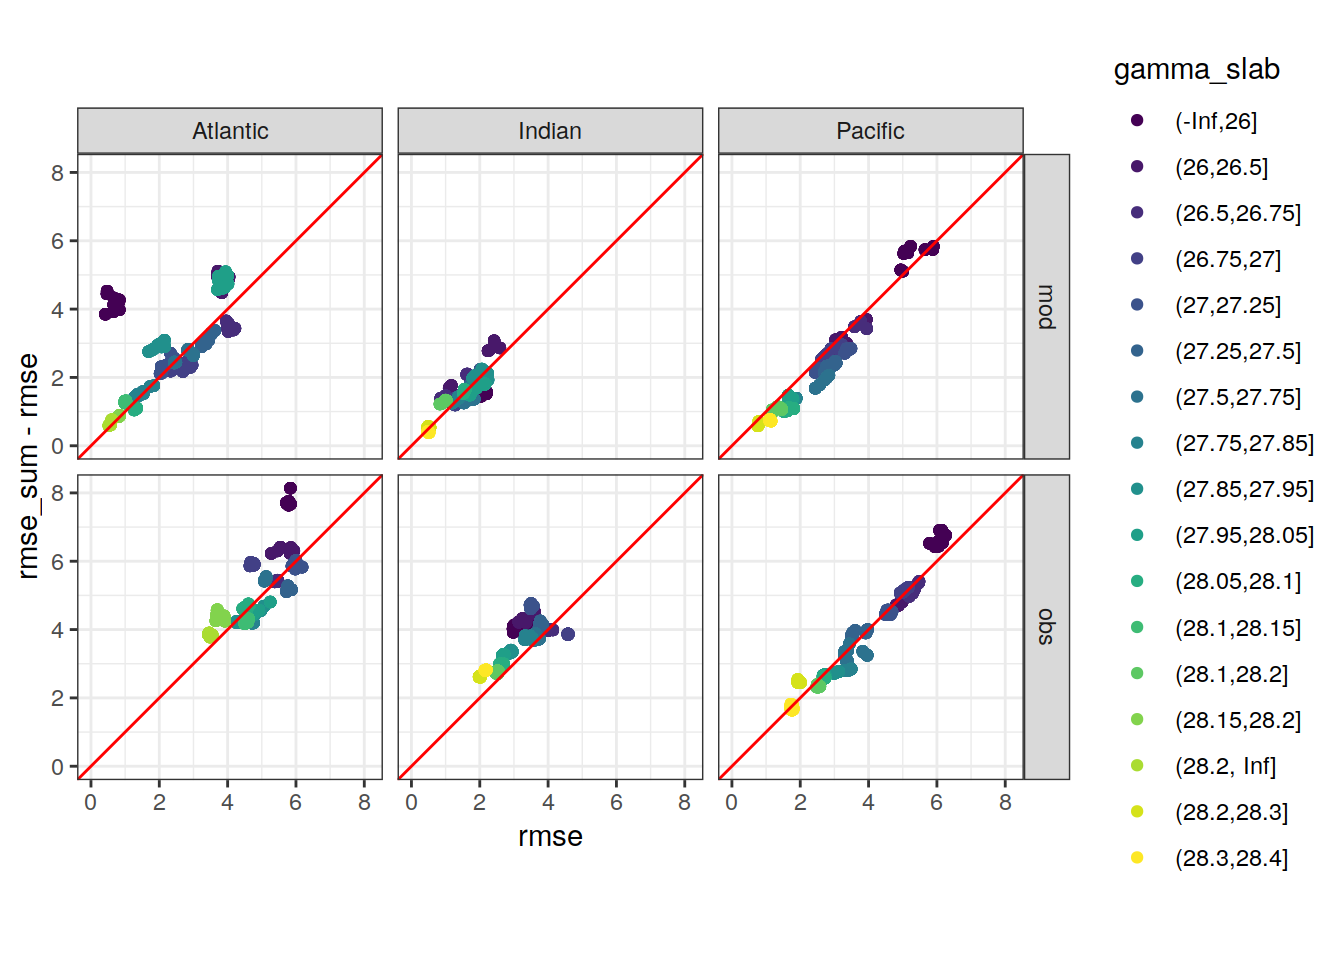 gamma_slab
(-Inf,26]
(26,26.5]
(26.5,26.75]
(26.75,27]
(27,27.25]
(27.25,27.5]
(27.5,27.75]
(27.75,27.85]
(27.85,27.95]
(27.95,28.05]
(28.05,28.1]
(28.1,28.15]
(28.1,28.2]
(28.15,28.2]
(28.2, Inf]
(28.2,28.3]
(28.3,28.4]
Atlantic
Indian
Pacific
8
6
4
2
0
mod
8
6
4
2
0
obs
0 2 4 6 8
0 2 4 6 8
0 2 4 6 8
rmse
rmse_sum - rmse